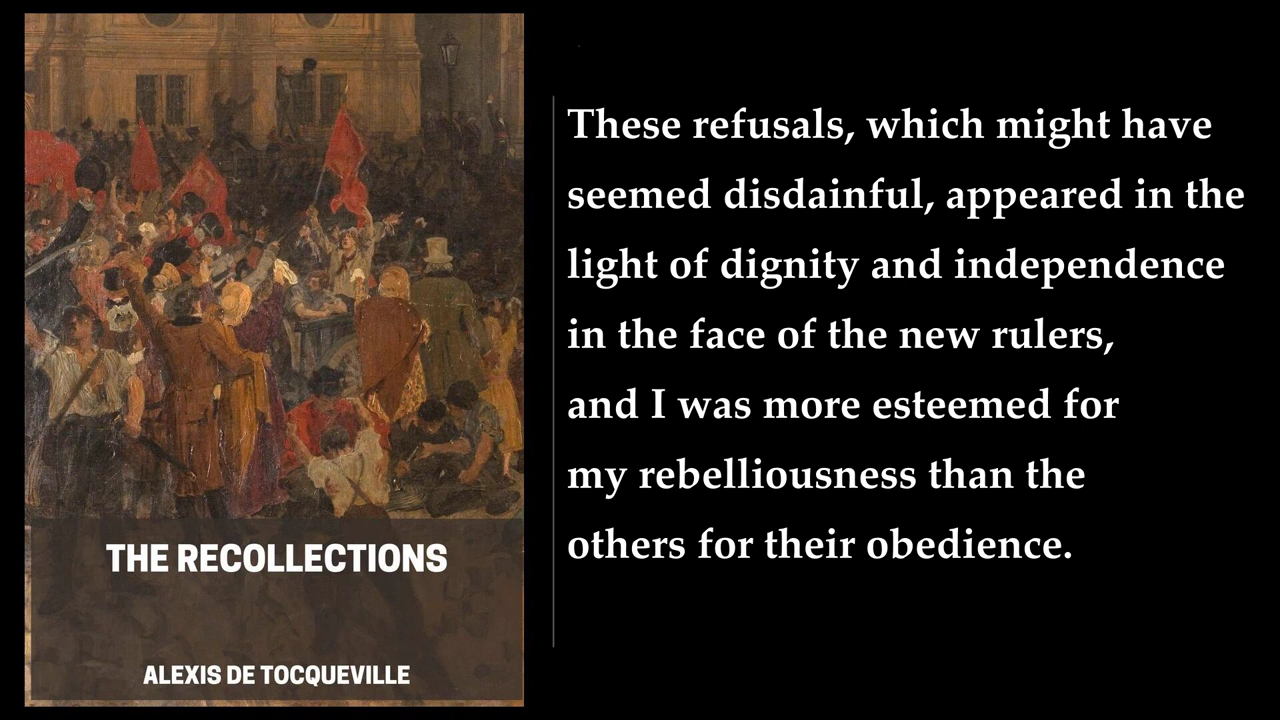 THE RECOLLECTIONS
ALEXIS DE TOCQUEVILLE
These refusals, which might have
seemed disdainful, appeared in the
light of dignity and independence
in the face of the new rulers,
and I was more esteemed for
my rebelliousness than the
others for their obedience.